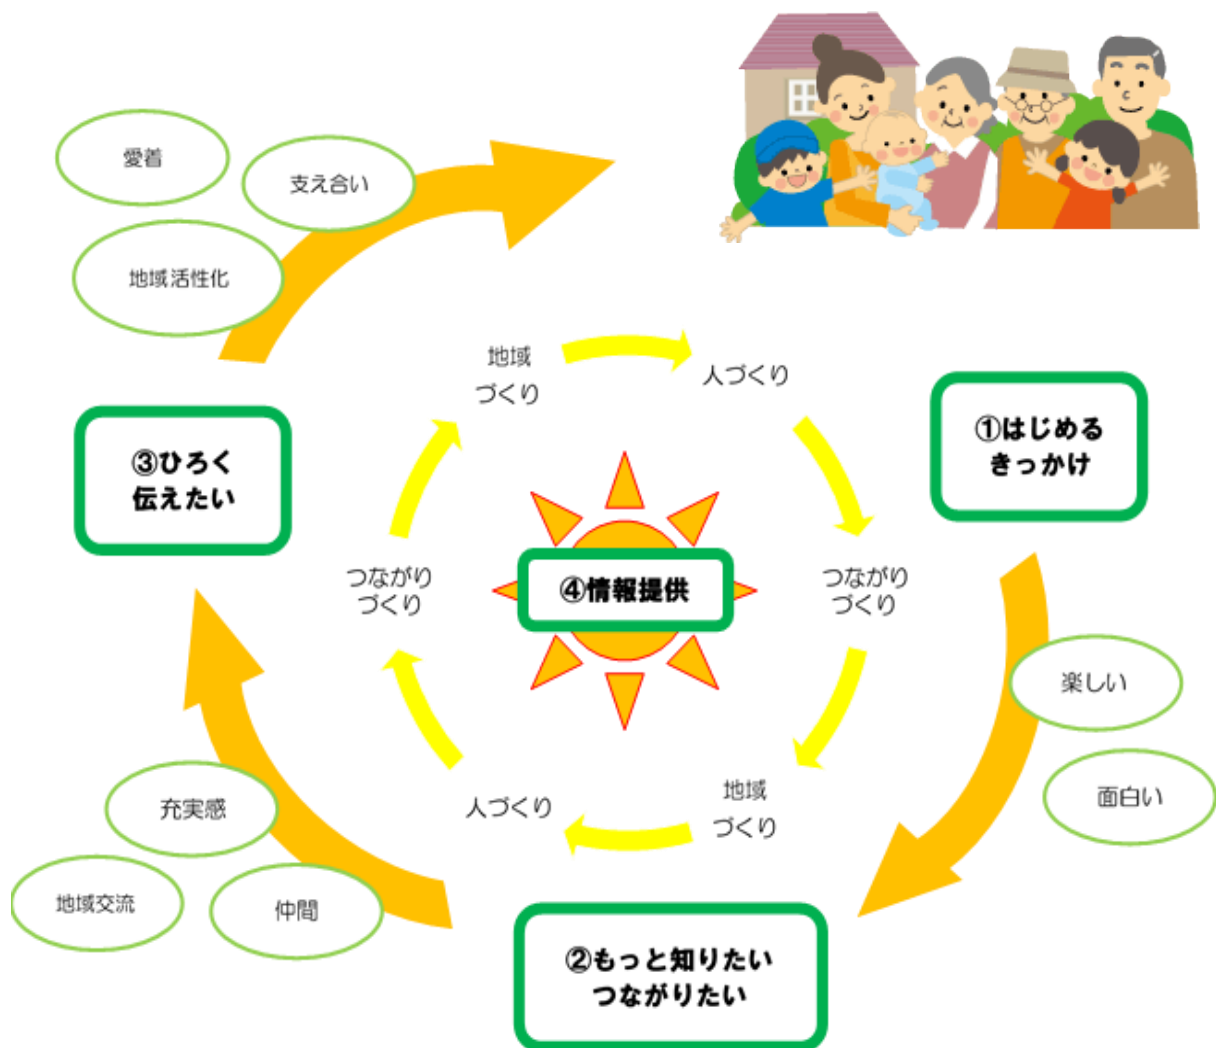 愛着
支え合い
地域活性化
地域
づくり
人づくり
①はじめる
きっかけ
③ひろく
伝えたい
つながり
づくり
④情報提供
つながり
づくり
楽しい
面白い
充実感
人づくり
地域
づくり
地域交流
仲間
②もっと知りたい
つながりたい